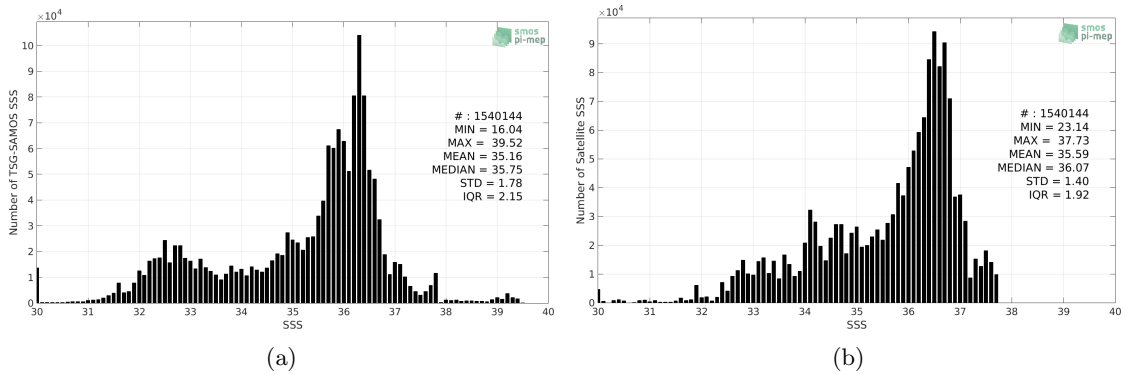 ×10⁴
10
9
8
7
6
5
4
3
2
1
0
Number of TSG-SAMOS SSS
smos
pi-mep
# : 1540144
MIN = 16.04
MAX = 39.52
MEAN = 35.16
MEDIAN = 35.75
STD = 1.78
IQR = 2.15
30 31 32 33 34 35 36 37 38 39 40
SSS
(a)
×10⁴
9
8
7
6
5
4
3
2
1
0
Number of Satellite SSS
smos
pi-mep
# : 1540144
MIN = 23.14
MAX = 37.73
MEAN = 35.59
MEDIAN = 36.07
STD = 1.40
IQR = 1.92
30 31 32 33 34 35 36 37 38 39 40
SSS
(b)